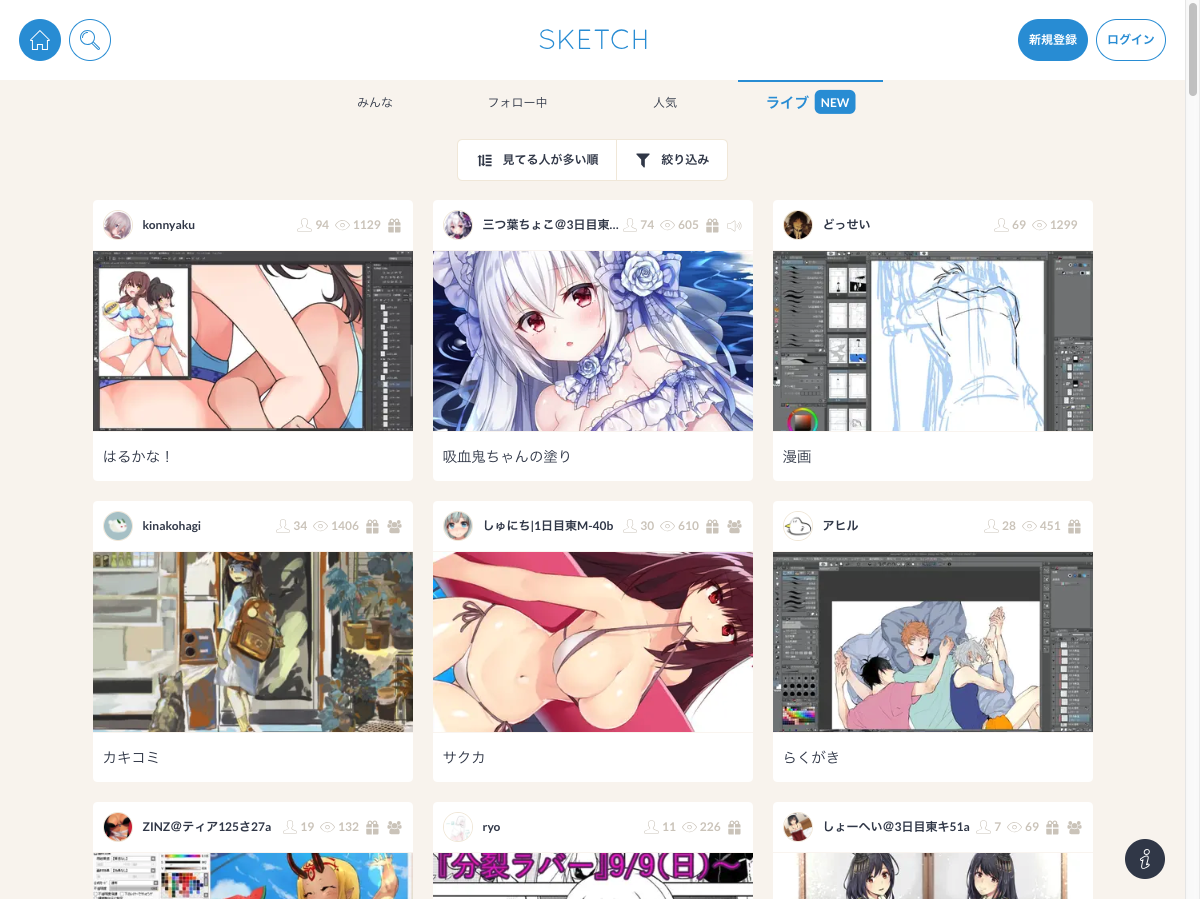 SKETCH
新規登録
ログイン
みんな
フォロー中
人気
ライブ NEW
見てる人が多い順
絞り込み
konnyaku 94 1129
はるかな！
三つ葉ちょこ@3日目東... 74 605
吸血鬼ちゃんの塗り
どっせい 69 1299
漫画
kinakohagi 34 1406
カキコミ
しゅにち|1日目東M-40b 30 610
サクカ
アヒル 28 451
らくがき
ZINZ@ティア125さ27a 19 132
ryo 11 226
『分裂ラバー』9/9(日)〜
しょーへい@3日目東キ51a 7 69